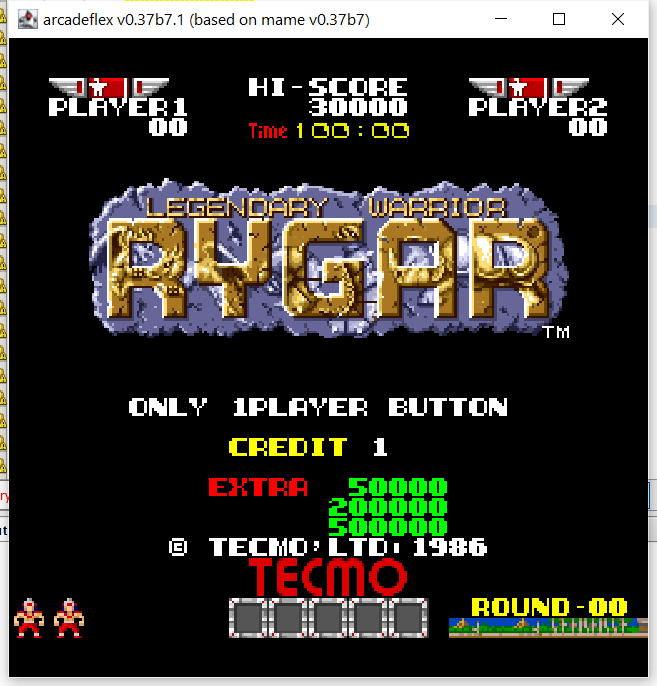 arcadeflex v0.37b7.1 (based on mame v0.37b7)
PLAYER1 HI-SCORE PLAYER2
00 30000 00
Time 100:00
LEGENDARY WARRIOR
RYGAR
TM
ONLY 1PLAYER BUTTON
CREDIT 1
EXTRA 50000
200000
500000
© TECMO,LTD. 1986
TECMO
ROUND-00